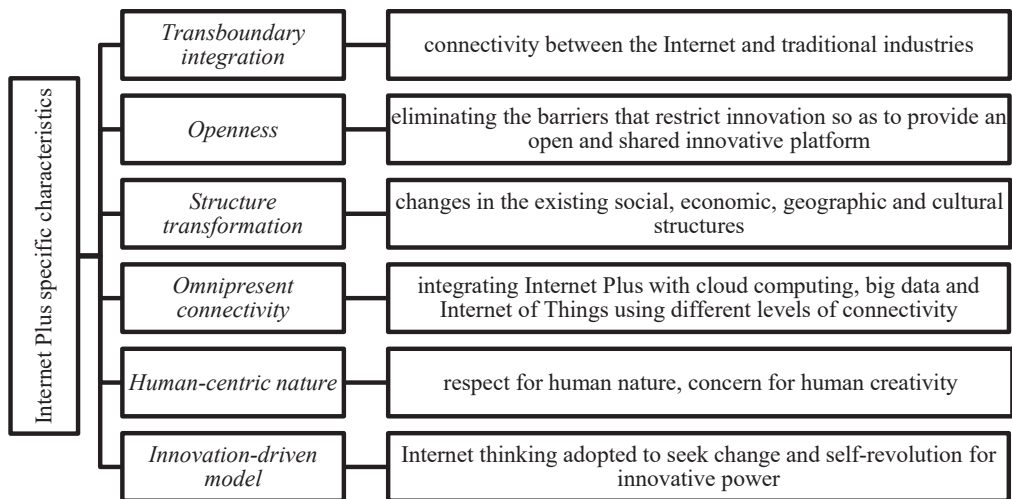 Internet Plus specific characteristics
Transboundary
integration
connectivity between the Internet and traditional industries
Openness
eliminating the barriers that restrict innovation so as to provide an
open and shared innovative platform
Structure
transformation
changes in the existing social, economic, geographic and cultural
structures
Omnipresent
connectivity
integrating Internet Plus with cloud computing, big data and
Internet of Things using different levels of connectivity
Human-centric nature
respect for human nature, concern for human creativity
Innovation-driven
model
Internet thinking adopted to seek change and self-revolution for
innovative power